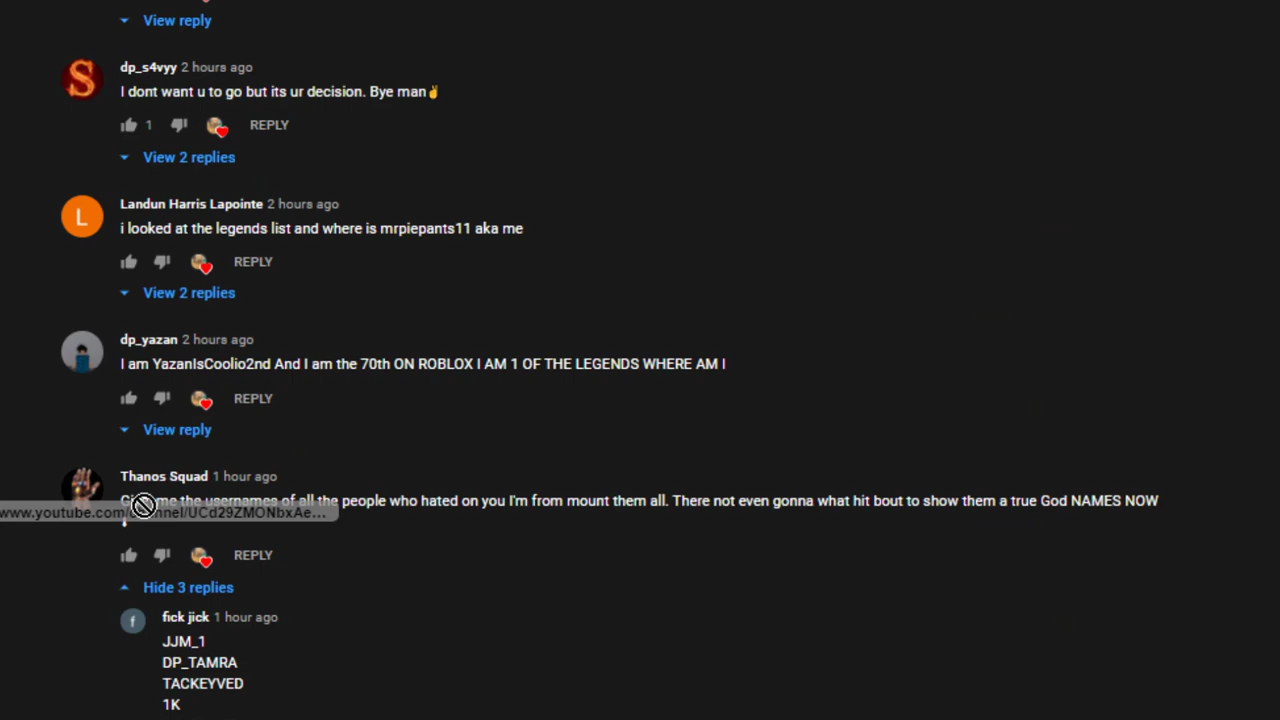 View reply
S
dp_s4vyy 2 hours ago
I dont want u to go but its ur decision. Bye man✌
1 REPLY
View 2 replies
L
Landun Harris Lapointe 2 hours ago
i looked at the legends list and where is mrpiepants11 aka me
REPLY
View 2 replies
dp_yazan 2 hours ago
I am YazanIsCoolio2nd And I am the 70th ON ROBLOX I AM 1 OF THE LEGENDS WHERE AM I
REPLY
View reply
Thanos Squad 1 hour ago
me the usernames of all the people who hated on you I'm from mount them all. There not even gonna what hit bout to show them a true God NAMES NOW
REPLY
Hide 3 replies
f
fick jick 1 hour ago
JJM_1
DP_TAMRA
TACKEYVED
1K